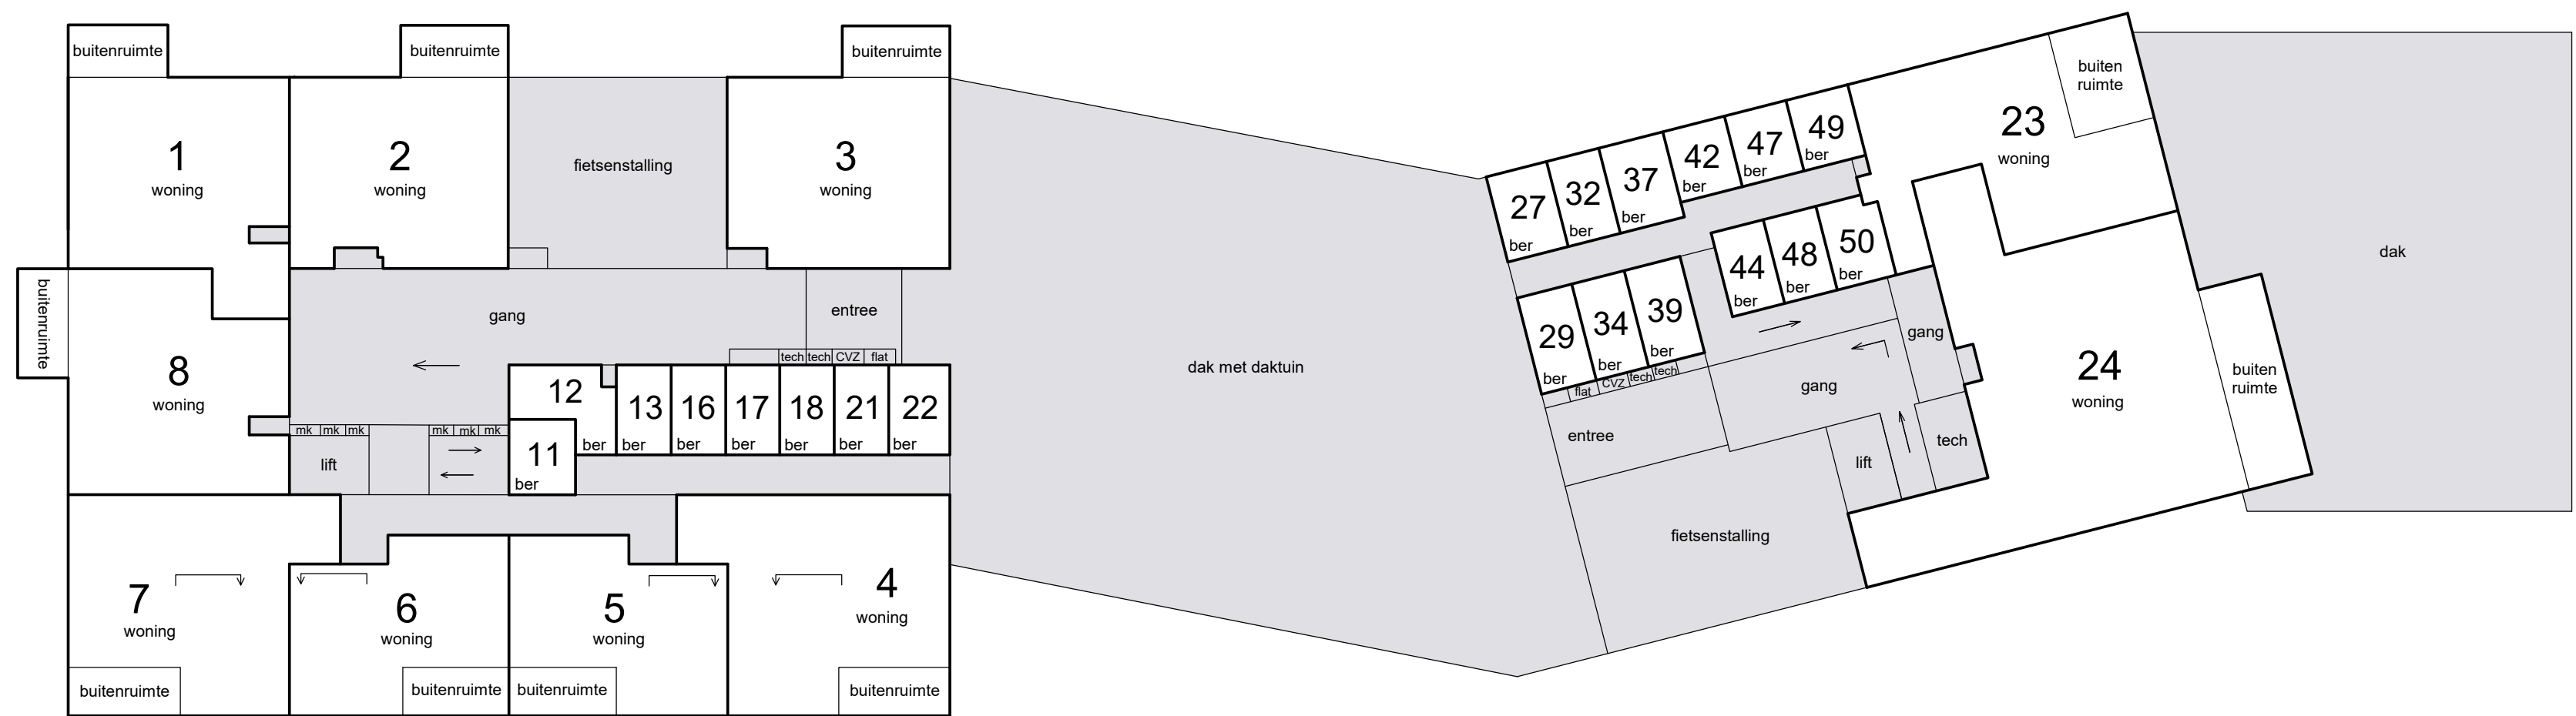 buitenruimte
buitenruimte
buitenruimte
1
woning
2
woning
fietsenstalling
3
woning
buitenruimte
8
woning
gang
entree
tech tech CVZ flat
mk mk mk
mk mk mk
lift
12
ber
11
ber
13
ber
16
ber
17
ber
18
ber
21
ber
22
ber
7
woning
6
woning
5
woning
4
woning
buitenruimte
buitenruimte
buitenruimte
buitenruimte
dak met daktuin
27
ber
32
ber
37
ber
42
ber
47
ber
49
ber
23
woning
buiten
ruimte
29
ber
34
ber
39
ber
44
ber
48
ber
50
ber
flat CVZ tech tech
entree
gang
gang
tech
lift
fietsenstalling
24
woning
buiten
ruimte
dak